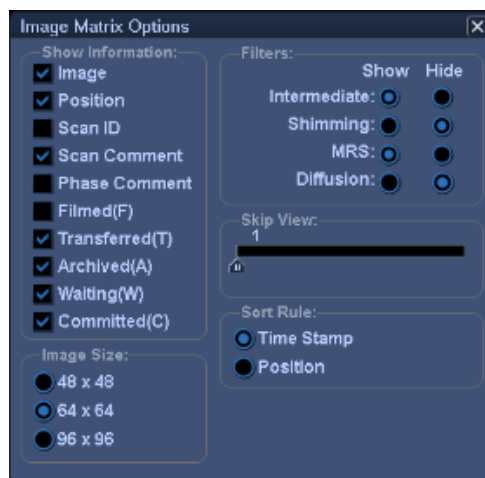 Image Matrix Options
Show Information:
Image
Position
Scan ID
Scan Comment
Phase Comment
Filmed(F)
Transferred(T)
Archived(A)
Waiting(W)
Committed(C)
Image Size:
48 x 48
64 x 64
96 x 96
Filters:
Show Hide
Intermediate:
Shimming:
MRS:
Diffusion:
Skip View:
1
Sort Rule:
Time Stamp
Position